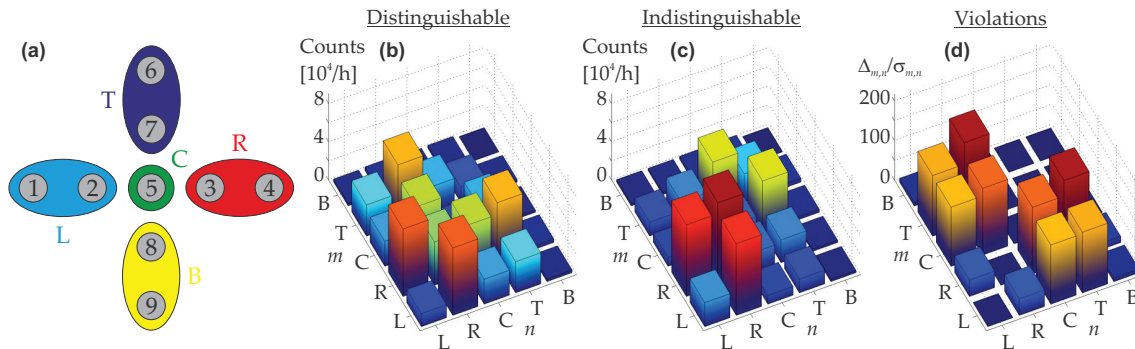 Distinguishable
Indistinguishable
Violations
(a)
6
7
T
C
R
1
2
5
3
4
L
8
9
B
Counts
[10⁴/h]
(b)
8
4
0
B
T
m
C
R
L
L
R
C
T
n
B
Counts
[10⁴/h]
(c)
8
4
0
B
T
m
C
R
L
L
R
C
T
n
B
(d)
Δm,n/σm,n
200
100
0
B
T
m
C
R
L
L
R
C
T
n
B